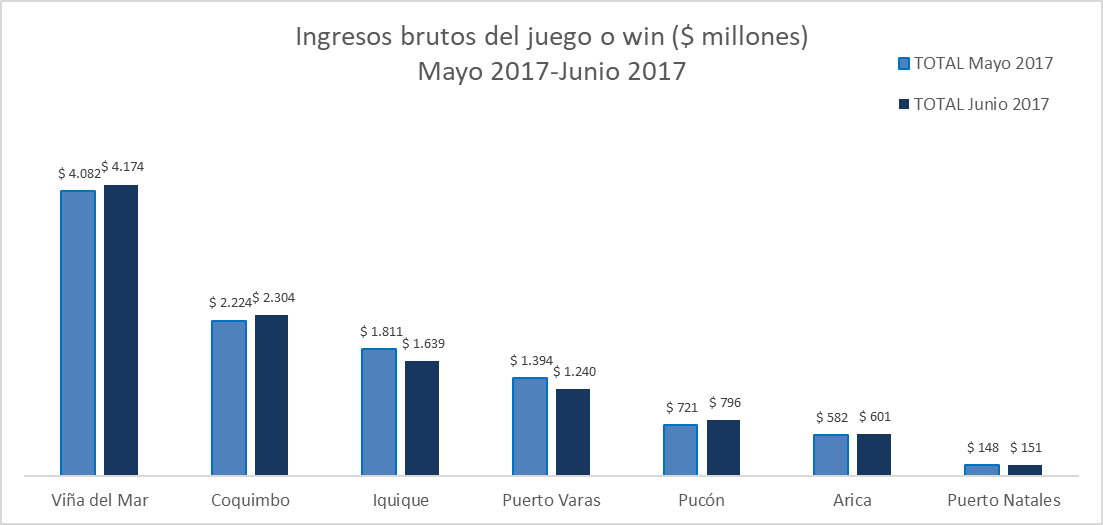 Ingresos brutos del juego o win ($ millones)
Mayo 2017-Junio 2017
TOTAL Mayo 2017
TOTAL Junio 2017
$ 4.082
$ 4.174
$ 2.224
$ 2.304
$ 1.811
$ 1.639
$ 1.394
$ 1.240
$ 721
$ 796
$ 582
$ 601
$ 148
$ 151
Viña del Mar
Coquimbo
Iquique
Puerto Varas
Pucón
Arica
Puerto Natales